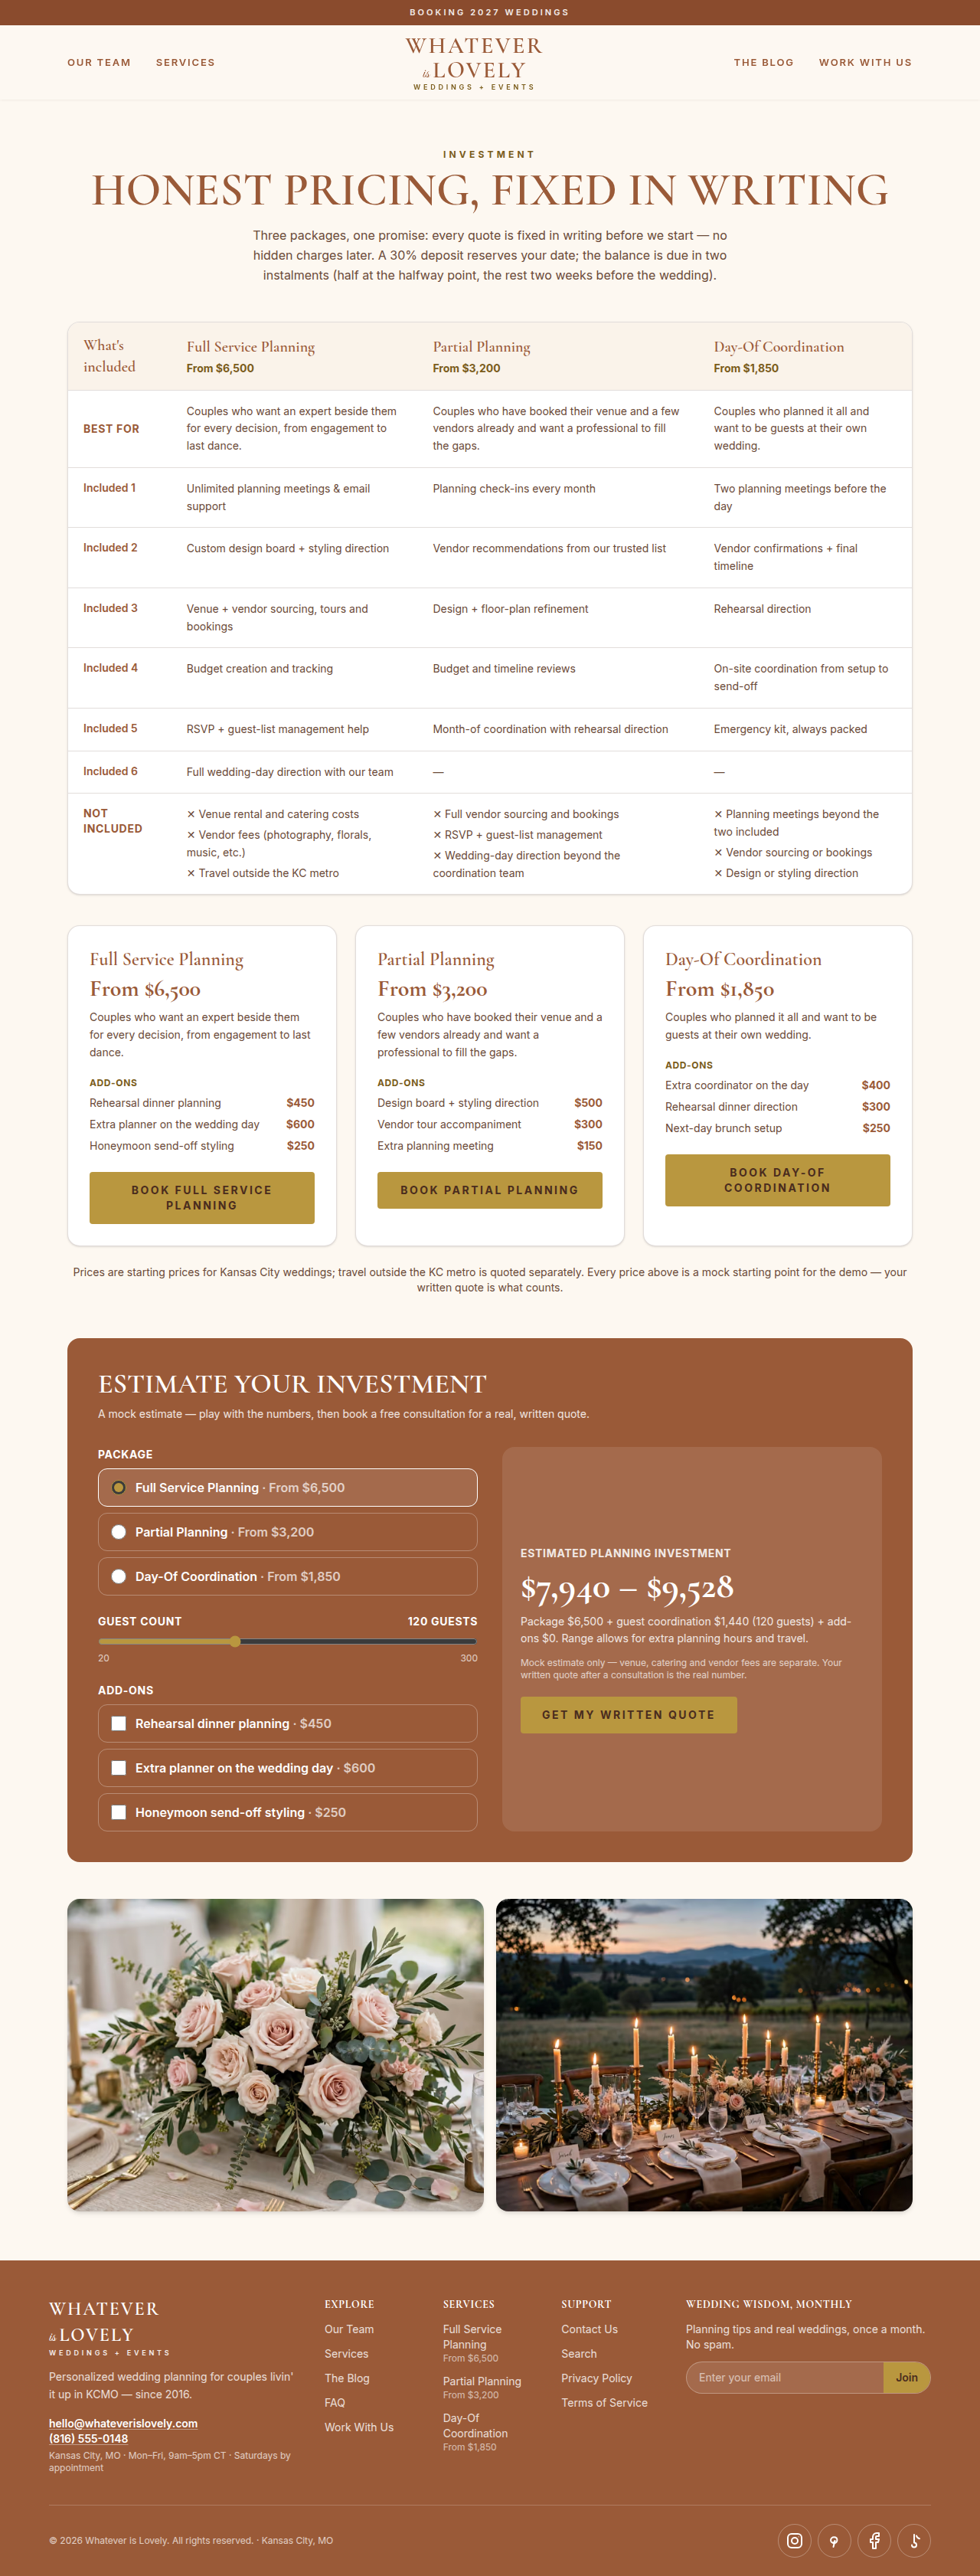 BOOKING 2027 WEDDINGS
OUR TEAM SERVICES
WHATEVER
is LOVELY
WEDDINGS + EVENTS
THE BLOG WORK WITH US
INVESTMENT
HONEST PRICING, FIXED IN WRITING
Three packages, one promise: every quote is fixed in writing before we start — no
hidden charges later. A 30% deposit reserves your date; the balance is due in two
instalments (half at the halfway point, the rest two weeks before the wedding).
What's
included
Full Service Planning
From $6,500
Partial Planning
From $3,200
Day-Of Coordination
From $1,850
BEST FOR
Couples who want an expert beside them
for every decision, from engagement to
last dance.
Couples who have booked their venue and a few
vendors already and want a professional to fill
the gaps.
Couples who planned it all and
want to be guests at their own
wedding.
Included 1
Unlimited planning meetings & email
support
Planning check-ins every month
Two planning meetings before the
day
Included 2
Custom design board + styling direction
Vendor recommendations from our trusted list
Vendor confirmations + final
timeline
Included 3
Venue + vendor sourcing, tours and
bookings
Design + floor-plan refinement
Rehearsal direction
Included 4
Budget creation and tracking
Budget and timeline reviews
On-site coordination from setup to
send-off
Included 5
RSVP + guest-list management help
Month-of coordination with rehearsal direction
Emergency kit, always packed
Included 6
Full wedding-day direction with our team
—
—
NOT
INCLUDED
✕ Venue rental and catering costs
✕ Vendor fees (photography, florals,
music, etc.)
✕ Travel outside the KC metro
✕ Full vendor sourcing and bookings
✕ RSVP + guest-list management
✕ Wedding-day direction beyond the
coordination team
✕ Planning meetings beyond the
two included
✕ Vendor sourcing or bookings
✕ Design or styling direction
Full Service Planning
From $6,500
Couples who want an expert beside them
for every decision, from engagement to last
dance.
ADD-ONS
Rehearsal dinner planning $450
Extra planner on the wedding day $600
Honeymoon send-off styling $250
BOOK FULL SERVICE
PLANNING
Partial Planning
From $3,200
Couples who have booked their venue and a
few vendors already and want a
professional to fill the gaps.
ADD-ONS
Design board + styling direction $500
Vendor tour accompaniment $300
Extra planning meeting $150
BOOK PARTIAL PLANNING
Day-Of Coordination
From $1,850
Couples who planned it all and want to be
guests at their own wedding.
ADD-ONS
Extra coordinator on the day $400
Rehearsal dinner direction $300
Next-day brunch setup $250
BOOK DAY-OF
COORDINATION
Prices are starting prices for Kansas City weddings; travel outside the KC metro is quoted separately. Every price above is a mock starting point for the demo — your
written quote is what counts.
ESTIMATE YOUR INVESTMENT
A mock estimate — play with the numbers, then book a free consultation for a real, written quote.
PACKAGE
Full Service Planning · From $6,500
Partial Planning · From $3,200
Day-Of Coordination · From $1,850
GUEST COUNT 120 GUESTS
20 300
ADD-ONS
Rehearsal dinner planning · $450
Extra planner on the wedding day · $600
Honeymoon send-off styling · $250
ESTIMATED PLANNING INVESTMENT
$7,940 – $9,528
Package $6,500 + guest coordination $1,440 (120 guests) + add-
ons $0. Range allows for extra planning hours and travel.
Mock estimate only — venue, catering and vendor fees are separate. Your
written quote after a consultation is the real number.
GET MY WRITTEN QUOTE
WHATEVER
is LOVELY
WEDDINGS + EVENTS
Personalized wedding planning for couples livin'
it up in KCMO — since 2016.
hello@whateverislovely.com
(816) 555-0148
Kansas City, MO · Mon–Fri, 9am–5pm CT · Saturdays by
appointment
EXPLORE
Our Team
Services
The Blog
FAQ
Work With Us
SERVICES
Full Service
Planning
From $6,500
Partial Planning
From $3,200
Day-Of
Coordination
From $1,850
SUPPORT
Contact Us
Search
Privacy Policy
Terms of Service
WEDDING WISDOM, MONTHLY
Planning tips and real weddings, once a month.
No spam.
Enter your email Join
© 2026 Whatever is Lovely. All rights reserved. · Kansas City, MO